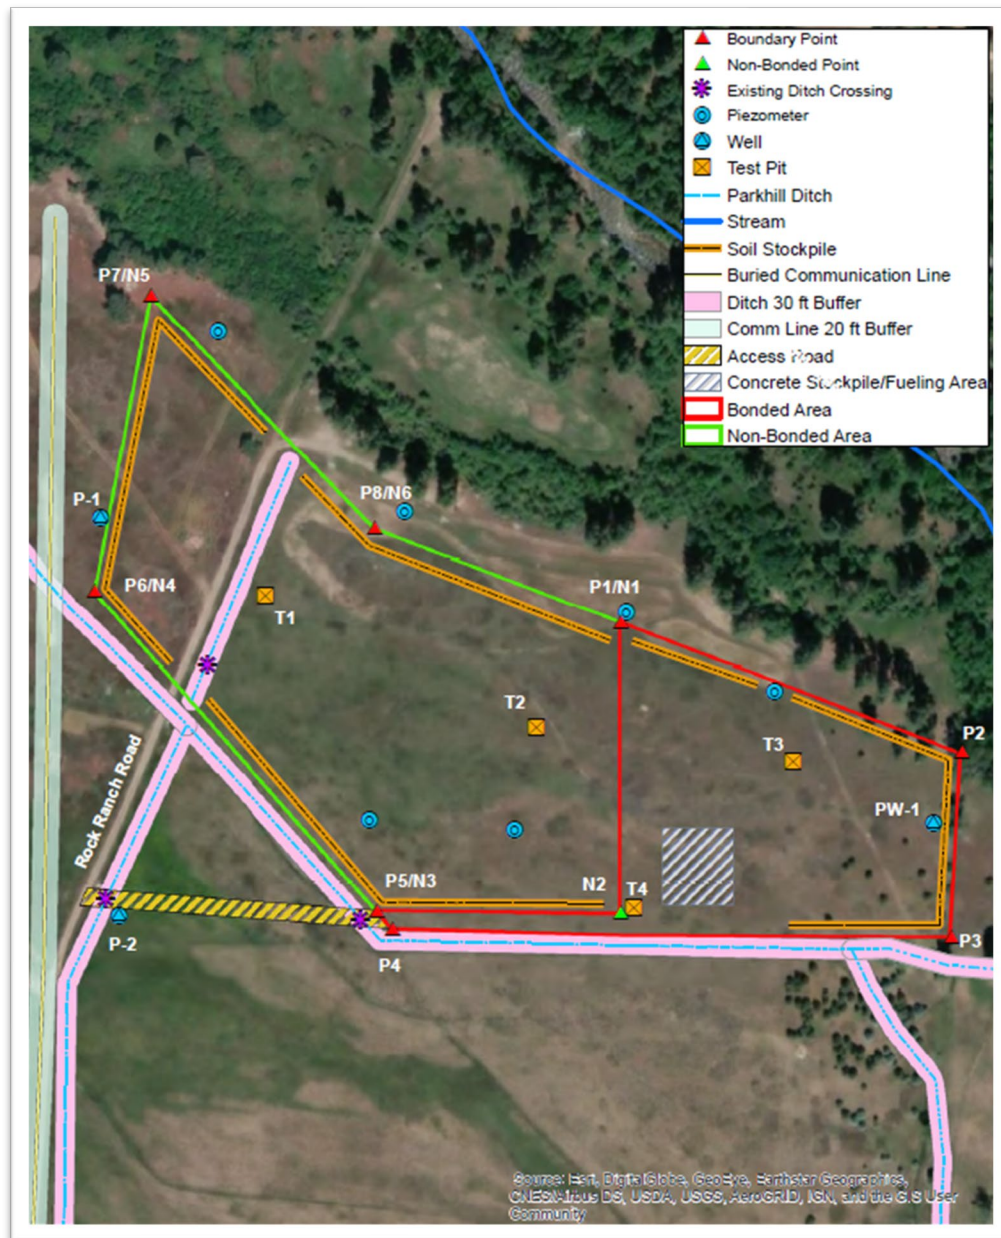 Boundary Point
Non-Bonded Point
Existing Ditch Crossing
Piezometer
Well
Test Pit
Parkhill Ditch
Stream
Soil Stockpile
Buried Communication Line
Ditch 30 ft Buffer
Comm Line 20 ft Buffer
Access Road
Concrete Stockpile/Fueling Area
Bonded Area
Non-Bonded Area
P7/N5
P-1
P8/N6
P6/N4
T1
P1/N1
T2
T3
P2
PW-1
Rock Ranch Road
P5/N3
N2
T4
P-2
P4
P3
Source: Esri, DigitalGlobe, GeoEye, Earthstar Geographics,
CNES/Airbus DS, USDA, USGS, AeroGRID, IGN, and the GIS User
Community